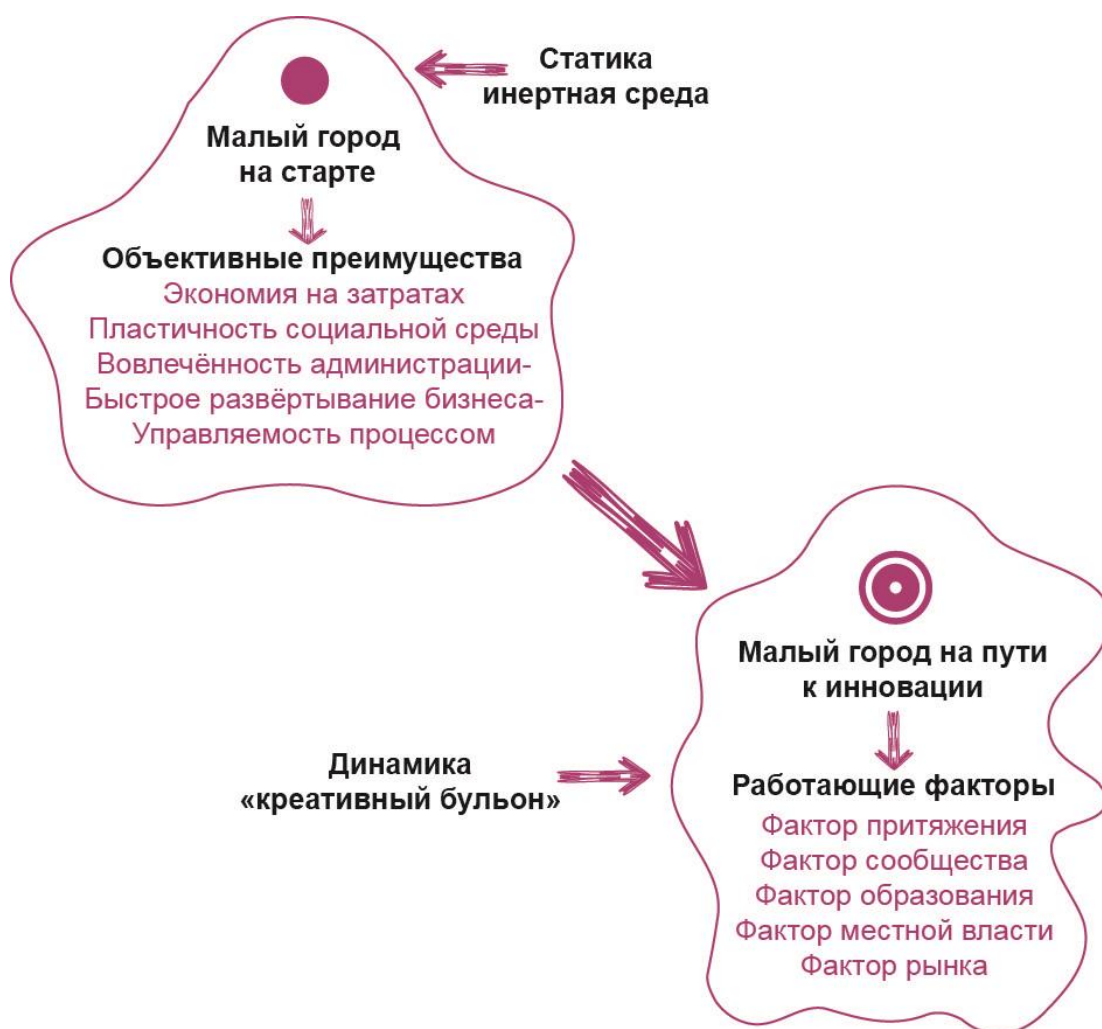 Статика
инертная среда
Малый город
на старте
Объективные преимущества
Экономия на затратах
Пластичность социальной среды
Вовлечённость администрации-
Быстрое развёртывание бизнеса-
Управляемость процессом
Малый город на пути
к инновации
Динамика
«креативный бульон»
Работающие факторы
Фактор притяжения
Фактор сообщества
Фактор образования
Фактор местной власти
Фактор рынка